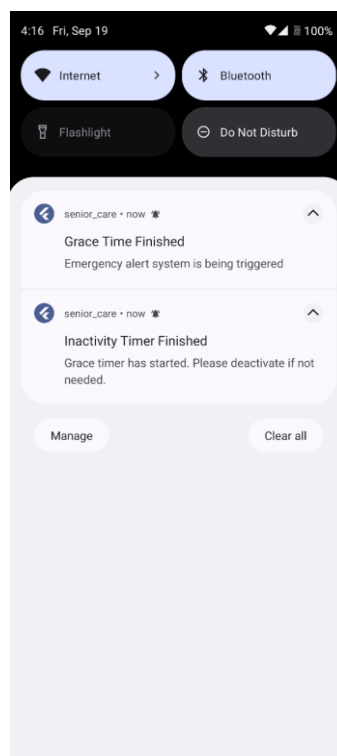 4:16 Fri, Sep 19 100%
Internet Bluetooth
Flashlight Do Not Disturb
senior_care • now
Grace Time Finished
Emergency alert system is being triggered
senior_care • now
Inactivity Timer Finished
Grace timer has started. Please deactivate if not
needed.
Manage Clear all